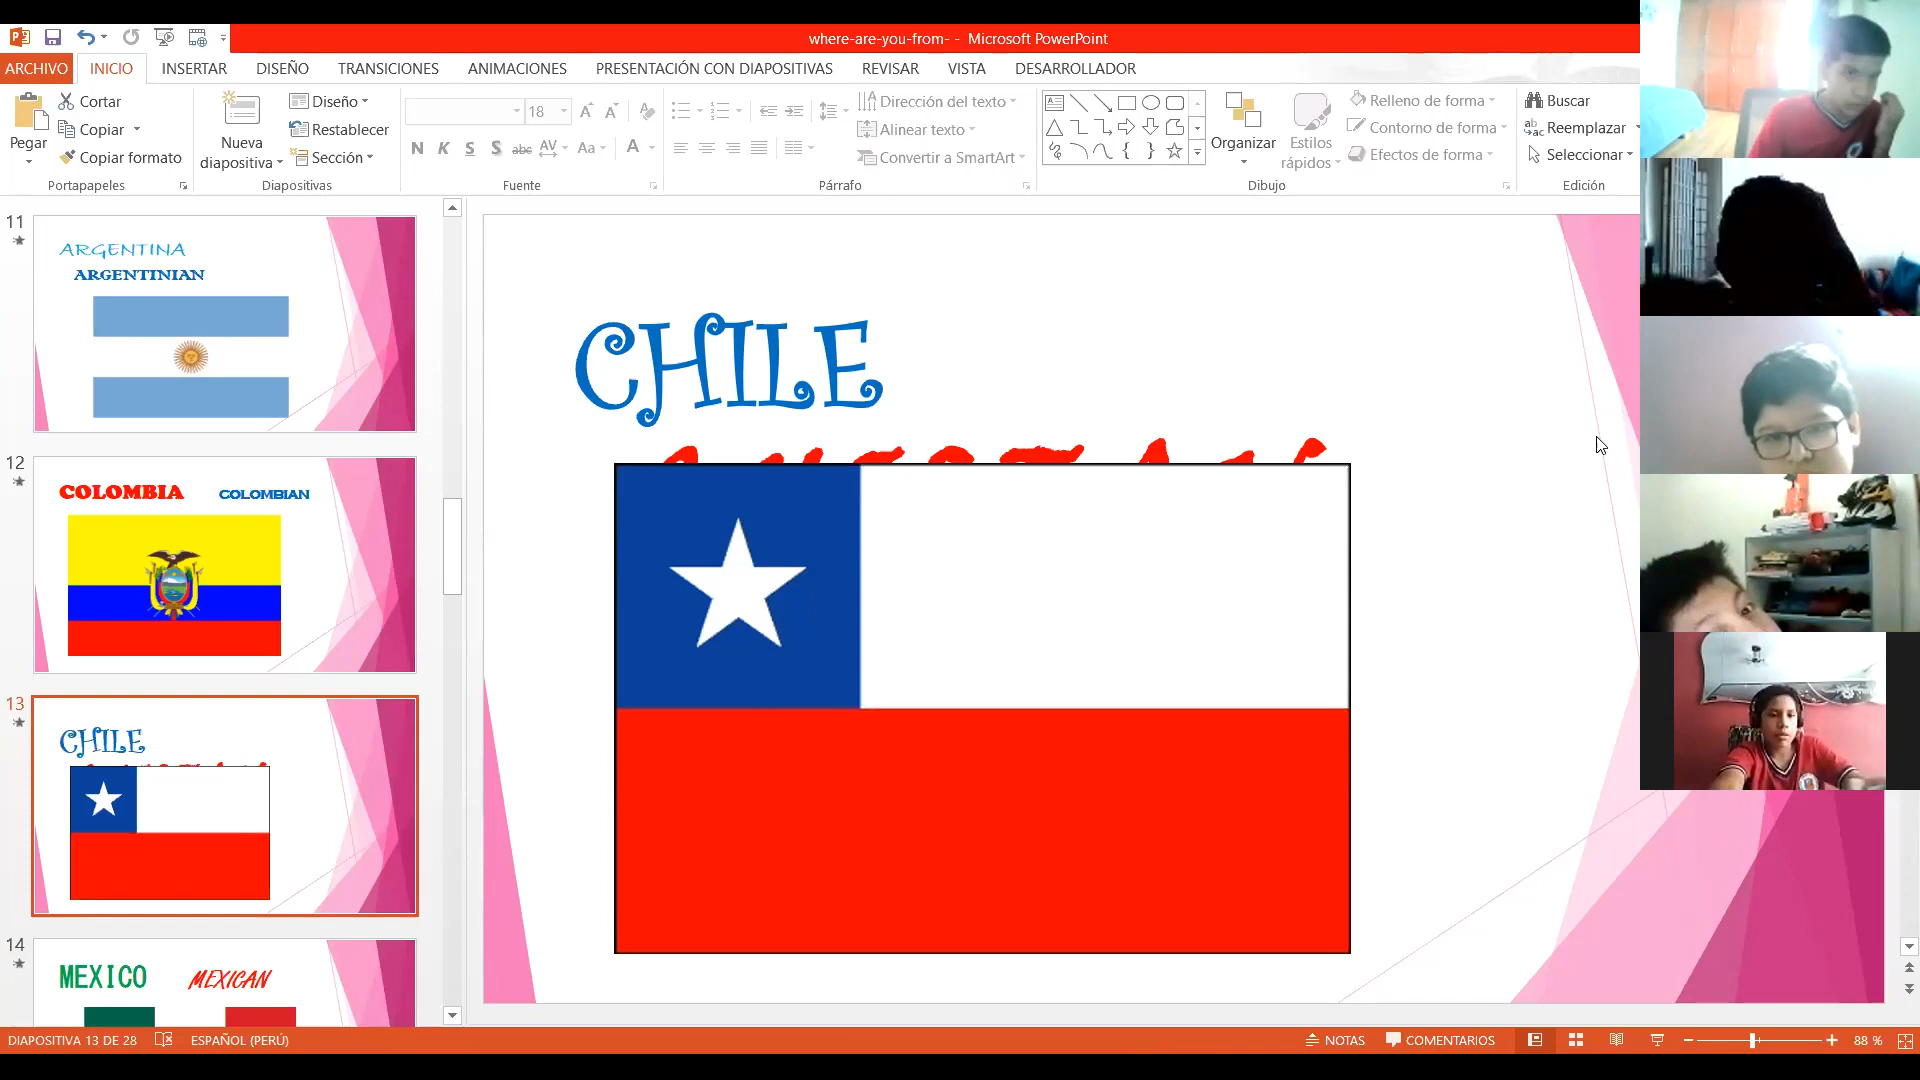 where-are-you-from- - Microsoft PowerPoint
ARCHIVO INICIO INSERTAR DISEÑO TRANSICIONES ANIMACIONES PRESENTACIÓN CON DIAPOSITIVAS REVISAR VISTA DESARROLLADOR
Pegar
Cortar
Copiar
Copiar formato
Portapapeles
Nueva diapositiva
Diseño
Restablecer
Sección
Diapositivas
18
N K S S abc AV Aa A
Fuente
Dirección del texto
Alinear texto
Convertir a SmartArt
Párrafo
Organizar
Estilos rápidos
Relleno de forma
Contorno de forma
Efectos de forma
Dibujo
Buscar
Reemplazar
Seleccionar
Edición
11
ARGENTINA
ARGENTINIAN
12
COLOMBIA COLOMBIAN
13
CHILE
14
MEXICO MEXICAN
CHILE
DIAPOSITIVA 13 DE 28 ESPAÑOL (PERÚ) NOTAS COMENTARIOS 88 %